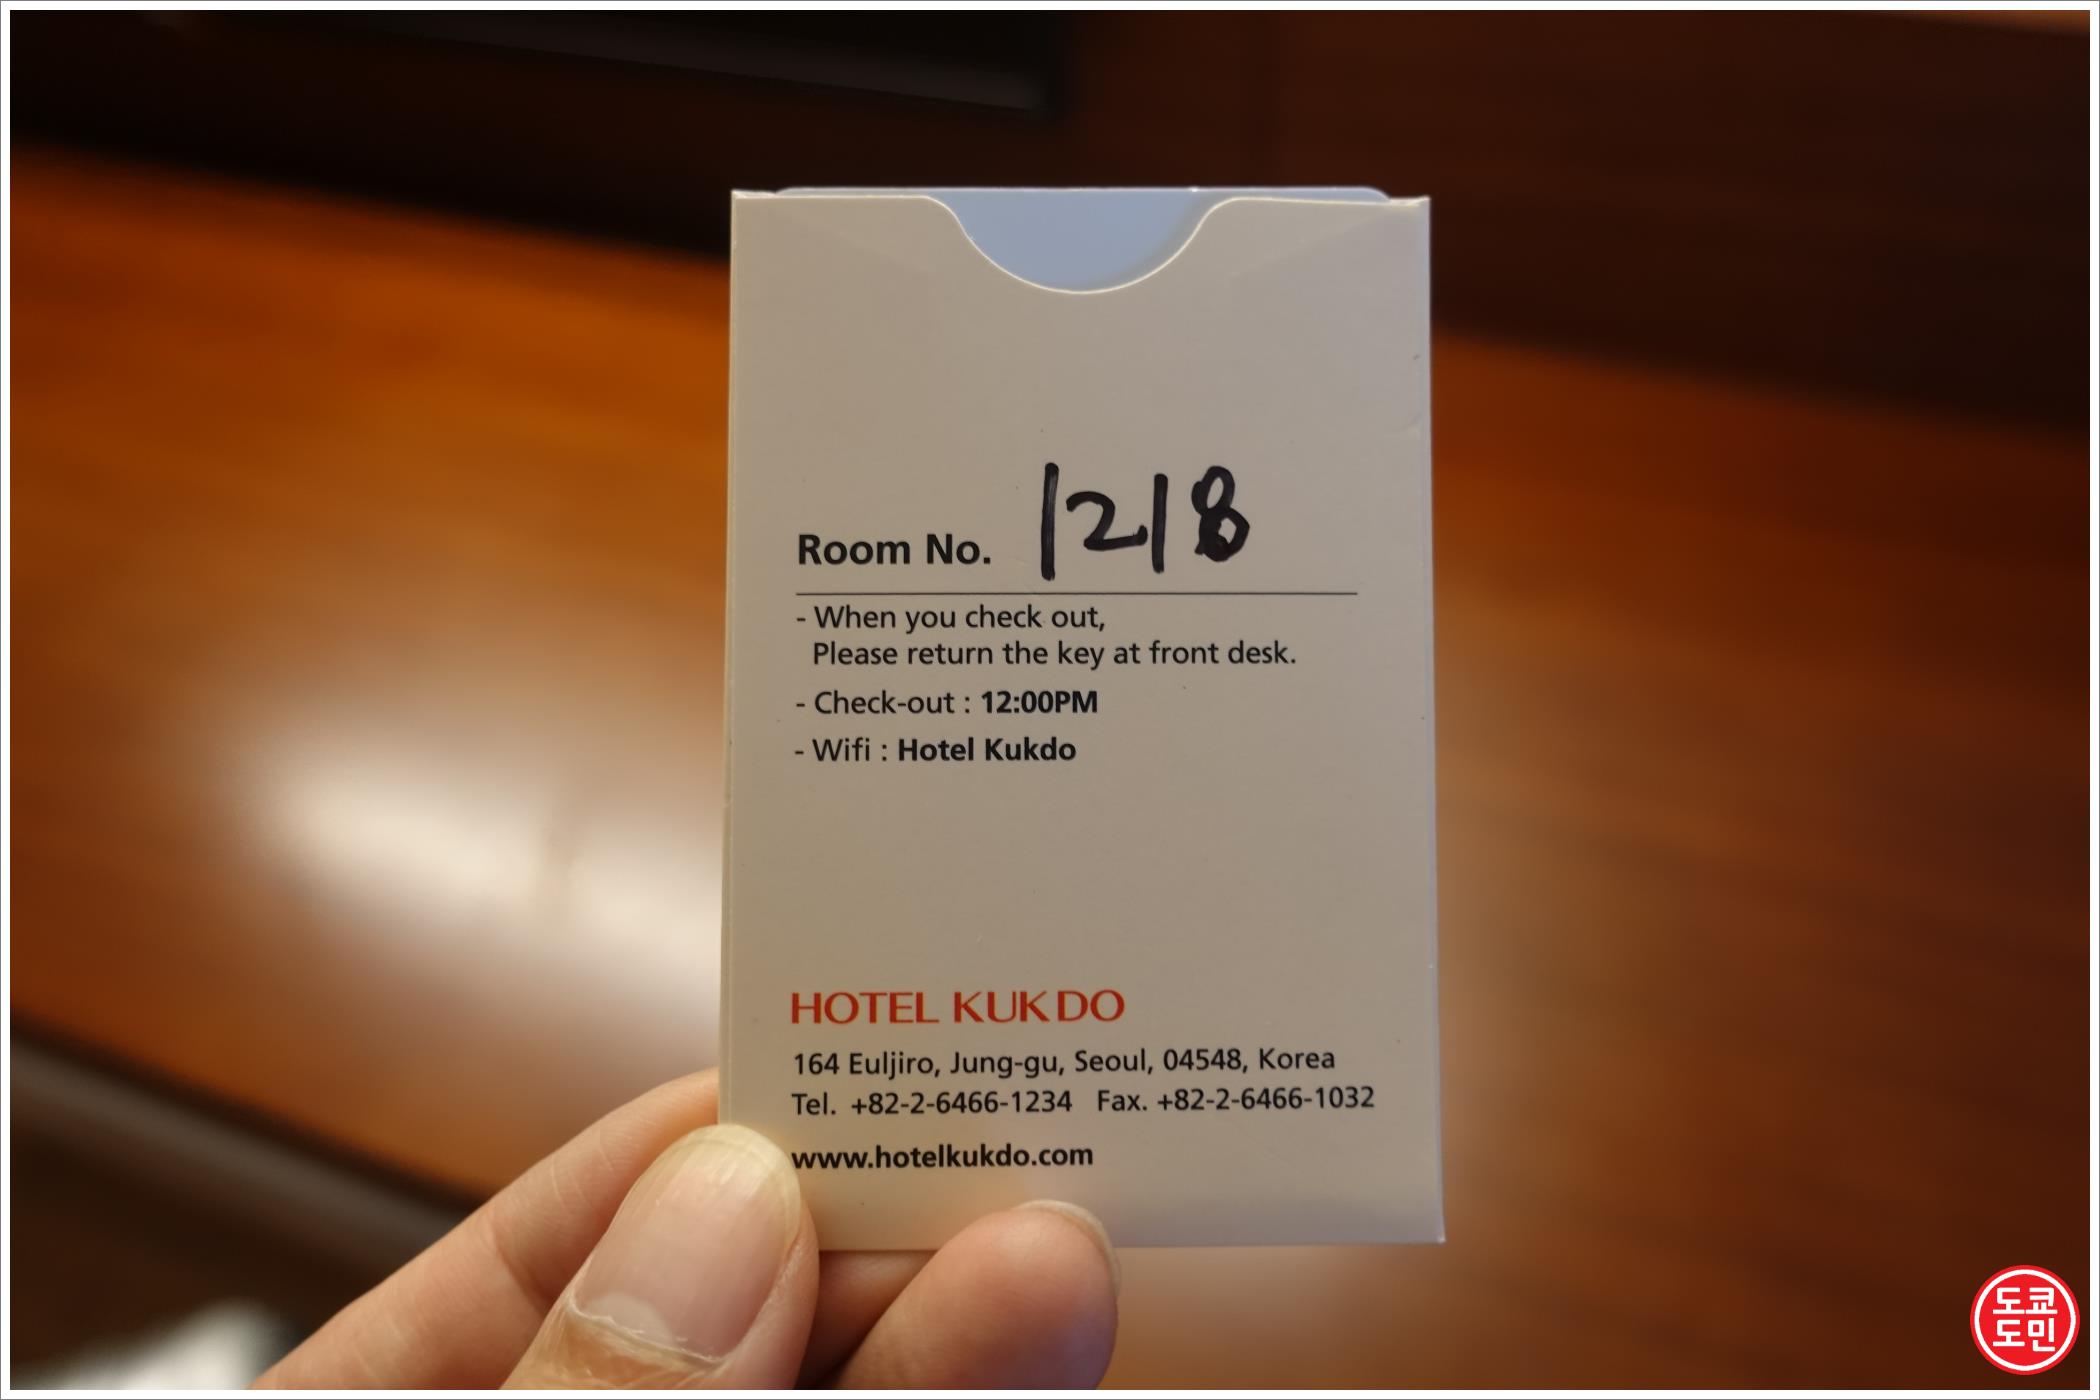 Room No. 1218
- When you check out,
Please return the key at front desk.
- Check-out : 12:00PM
- Wifi : Hotel Kukdo
HOTEL KUKDO
164 Euljiro, Jung-gu, Seoul, 04548, Korea
Tel. +82-2-6466-1234 Fax. +82-2-6466-1032
www.hotelkukdo.com
도쿄
도민